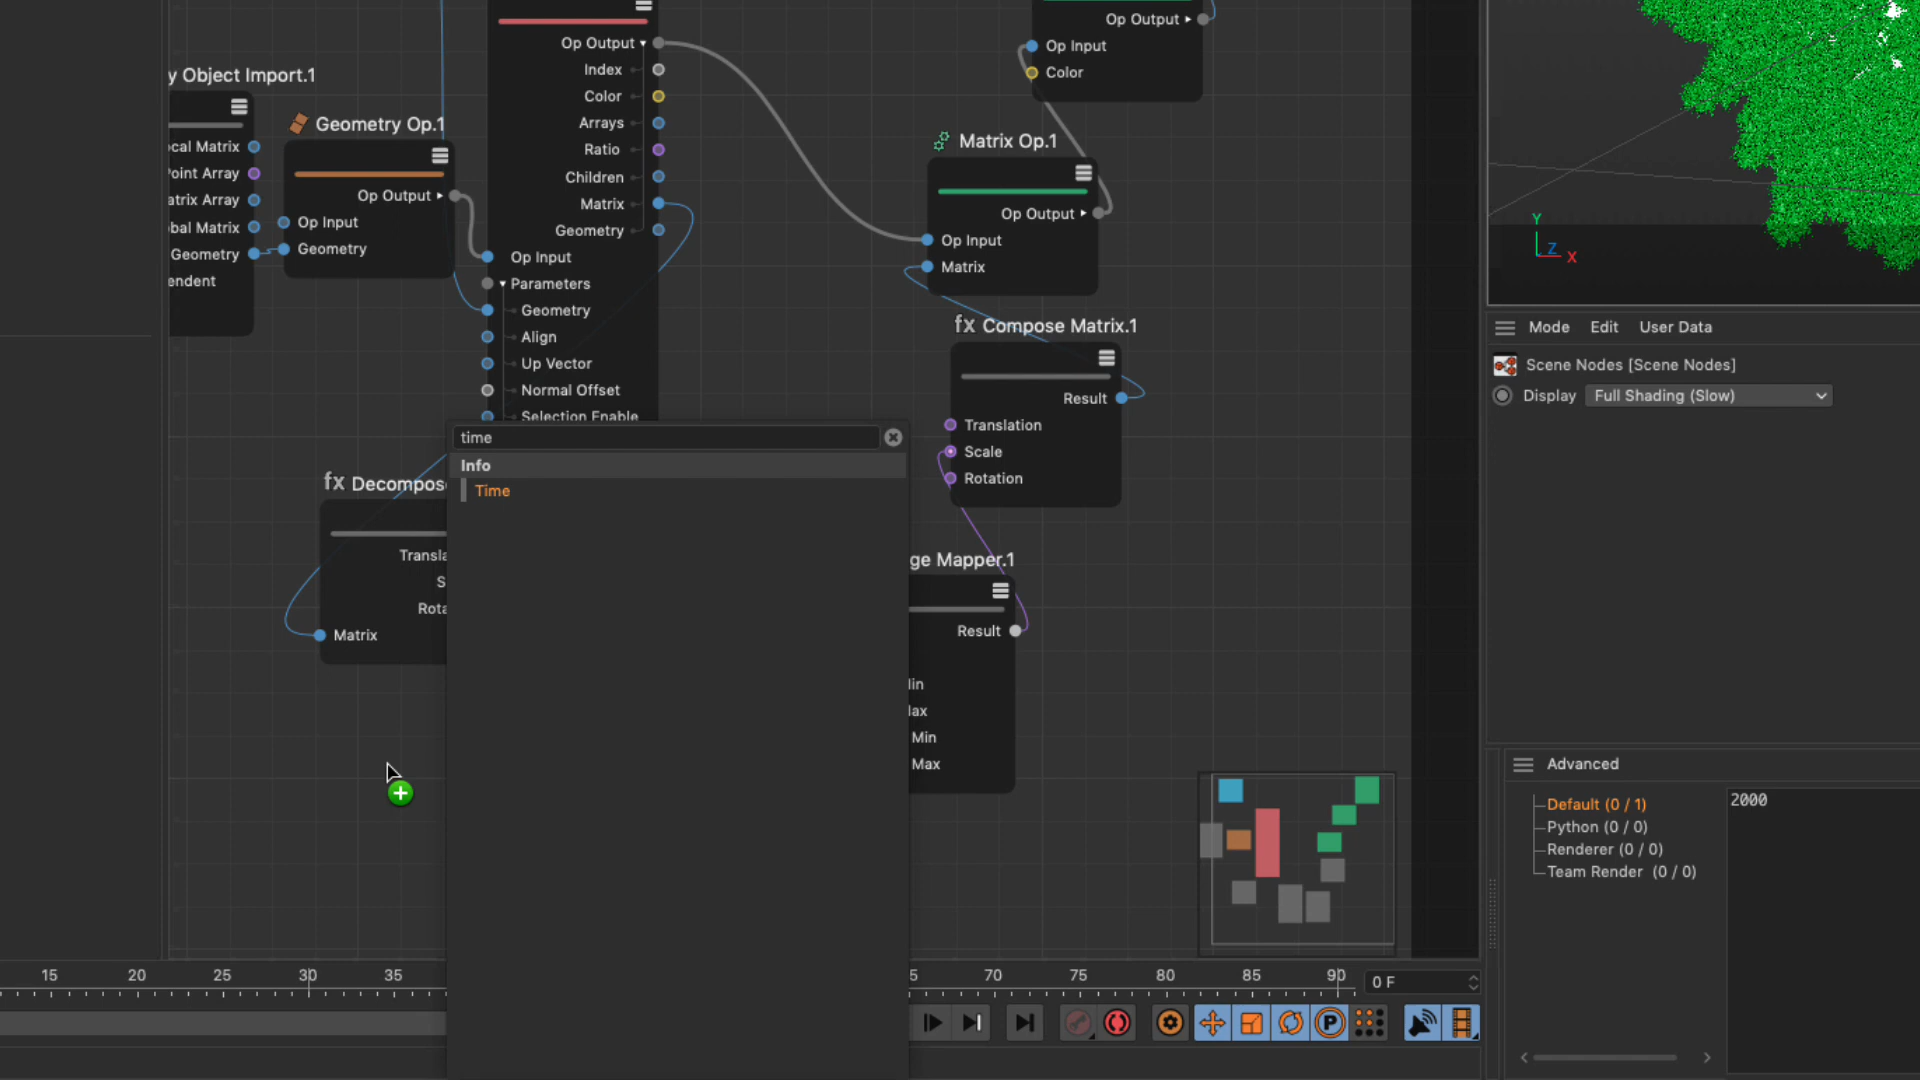 y Object Import.1
ocal Matrix
Point Array
atrix Array
bal Matrix
Geometry
endent
Geometry Op.1
Op Output
Op Input
Geometry
Op Output
Index
Color
Arrays
Ratio
Children
Matrix
Geometry
Op Input
Parameters
Geometry
Align
Up Vector
Normal Offset
Selection Enable
Op Output
Op Input
Color
Matrix Op.1
Op Output
Op Input
Matrix
fx Compose Matrix.1
Result
Translation
Scale
Rotation
fx Decompos
Transla
S
Rota
Matrix
time
Info
Time
ge Mapper.1
Result
lin
lax
Min
Max
15 20 25 30 35 5 70 75 80 85 90 0 F
P
Y
Z
X
Mode Edit User Data
Scene Nodes [Scene Nodes]
Display Full Shading (Slow)
Advanced
Default (0 / 1)
Python (0 / 0)
Renderer (0 / 0)
Team Render (0 / 0)
2000